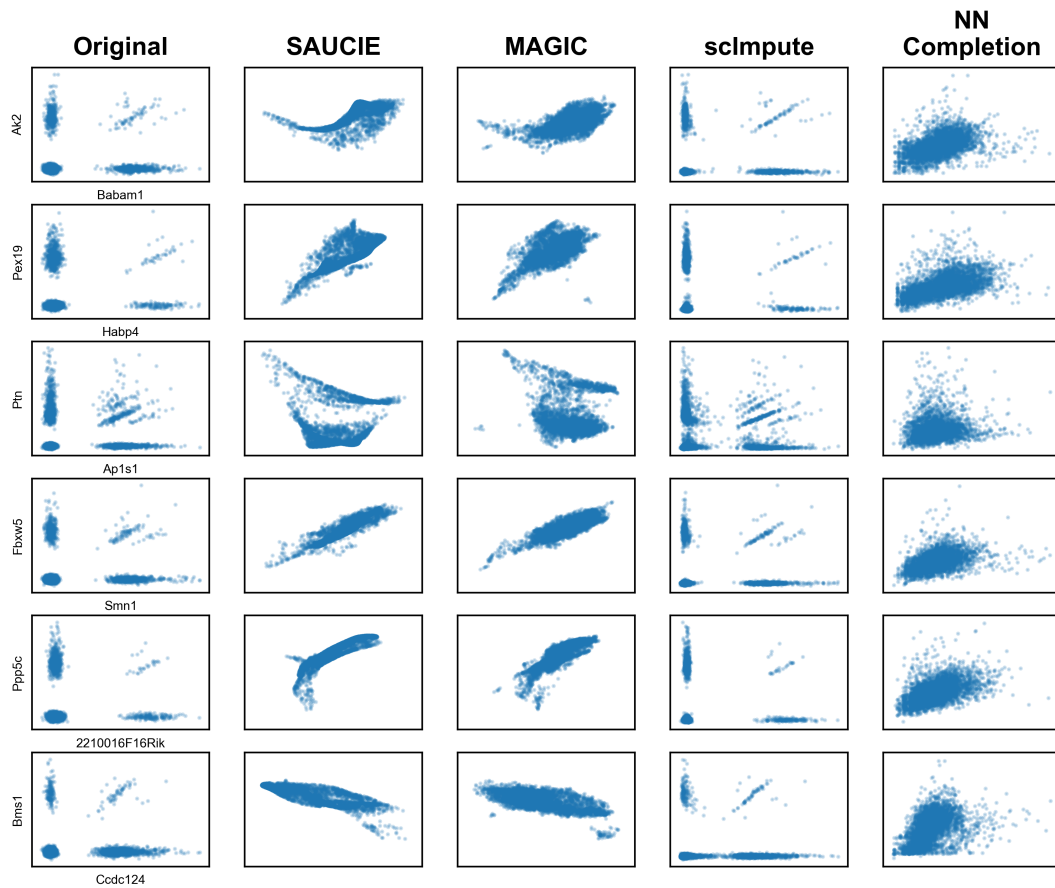 Original
SAUCIE
MAGIC
scImpute
NN
Completion
Ak2
Babam1
Pex19
Habp4
Ptn
Ap1s1
Fbxw5
Smn1
Ppp5c
2210016F16Rik
Bms1
Ccdc124